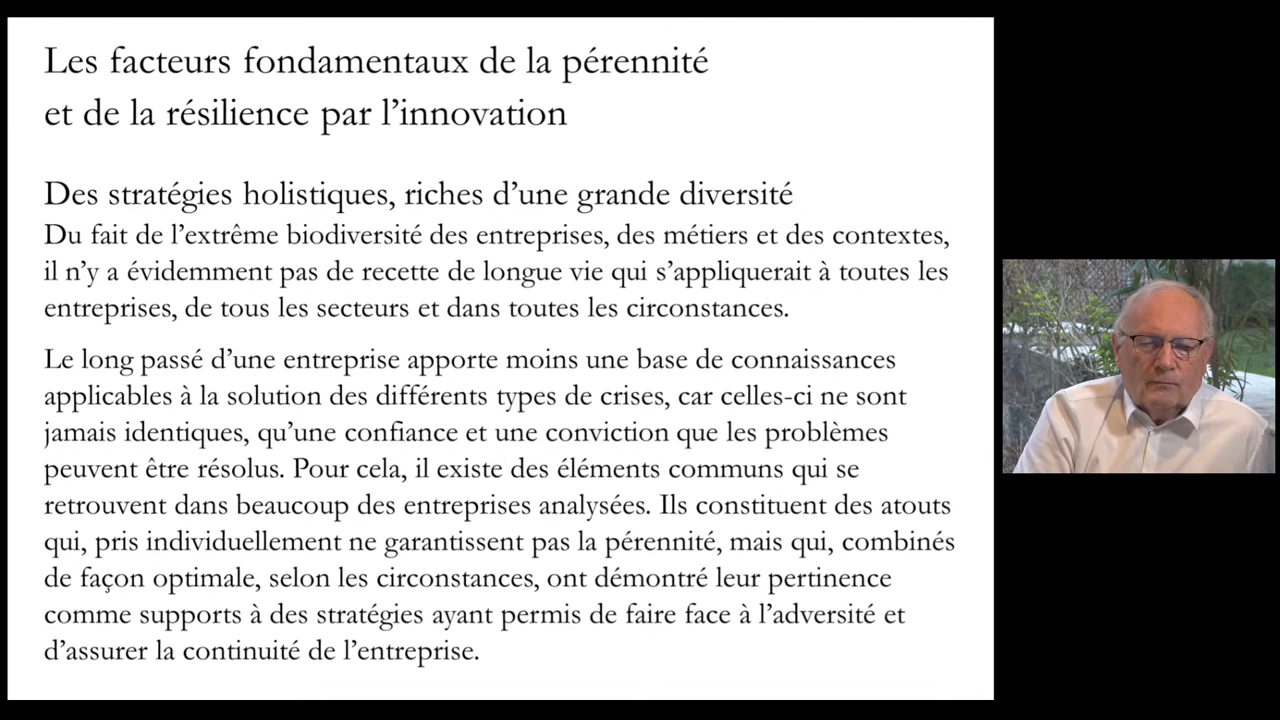 Les facteurs fondamentaux de la pérennité
et de la résilience par l’innovation
Des stratégies holistiques, riches d’une grande diversité
Du fait de l’extrême biodiversité des entreprises, des métiers et des contextes,
il n’y a évidemment pas de recette de longue vie qui s’appliquerait à toutes les
entreprises, de tous les secteurs et dans toutes les circonstances.
Le long passé d’une entreprise apporte moins une base de connaissances
applicables à la solution des différents types de crises, car celles-ci ne sont
jamais identiques, qu’une confiance et une conviction que les problèmes
peuvent être résolus. Pour cela, il existe des éléments communs qui se
retrouvent dans beaucoup des entreprises analysées. Ils constituent des atouts
qui, pris individuellement ne garantissent pas la pérennité, mais qui, combinés
de façon optimale, selon les circonstances, ont démontré leur pertinence
comme supports à des stratégies ayant permis de faire face à l’adversité et
d’assurer la continuité de l’entreprise.